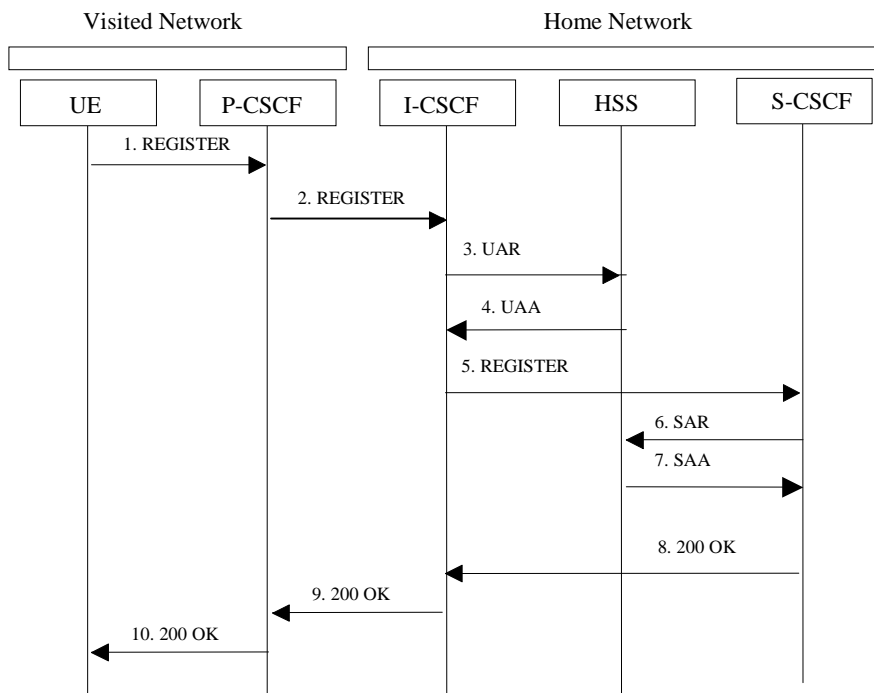 Visited Network
Home Network
UE
P-CSCF
I-CSCF
HSS
S-CSCF
1. REGISTER
2. REGISTER
3. UAR
4. UAA
5. REGISTER
6. SAR
7. SAA
8. 200 OK
9. 200 OK
10. 200 OK